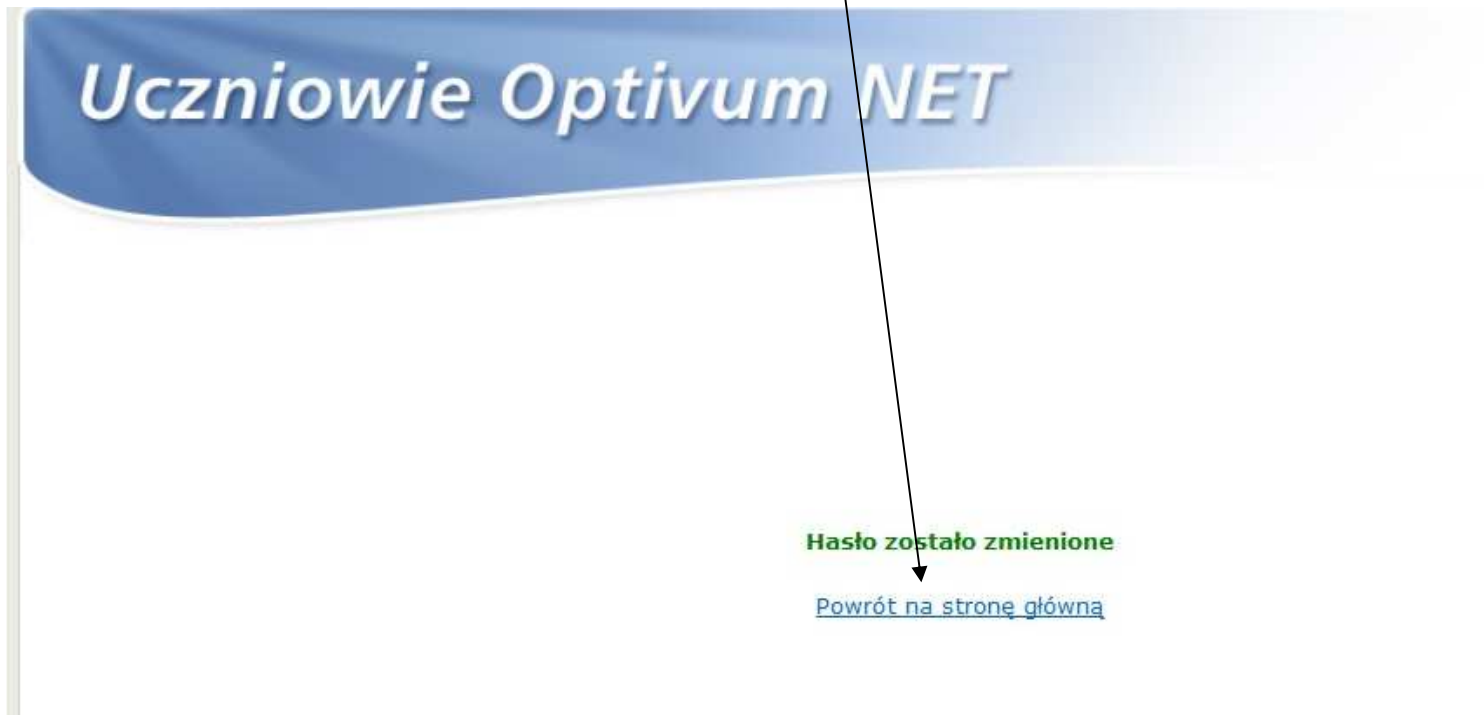 Uczniowie Optivum NET
Hasło zostało zmienione
Powrót na stronę główną